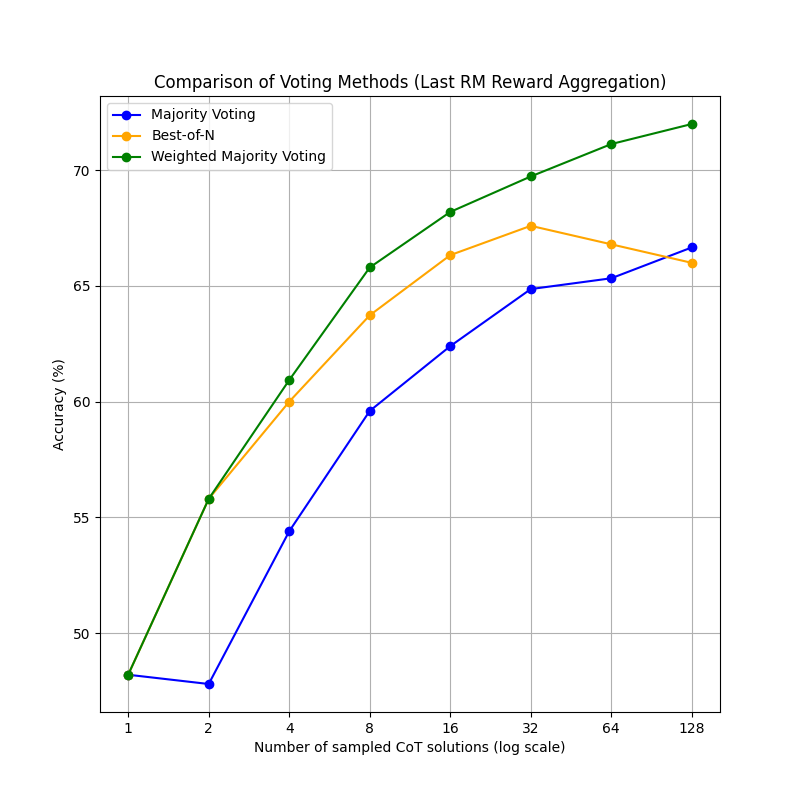 Comparison of Voting Methods (Last RM Reward Aggregation)
Majority Voting
Best-of-N
Weighted Majority Voting
70
65
60
55
50
Accuracy (%)
1 2 4 8 16 32 64 128
Number of sampled CoT solutions (log scale)